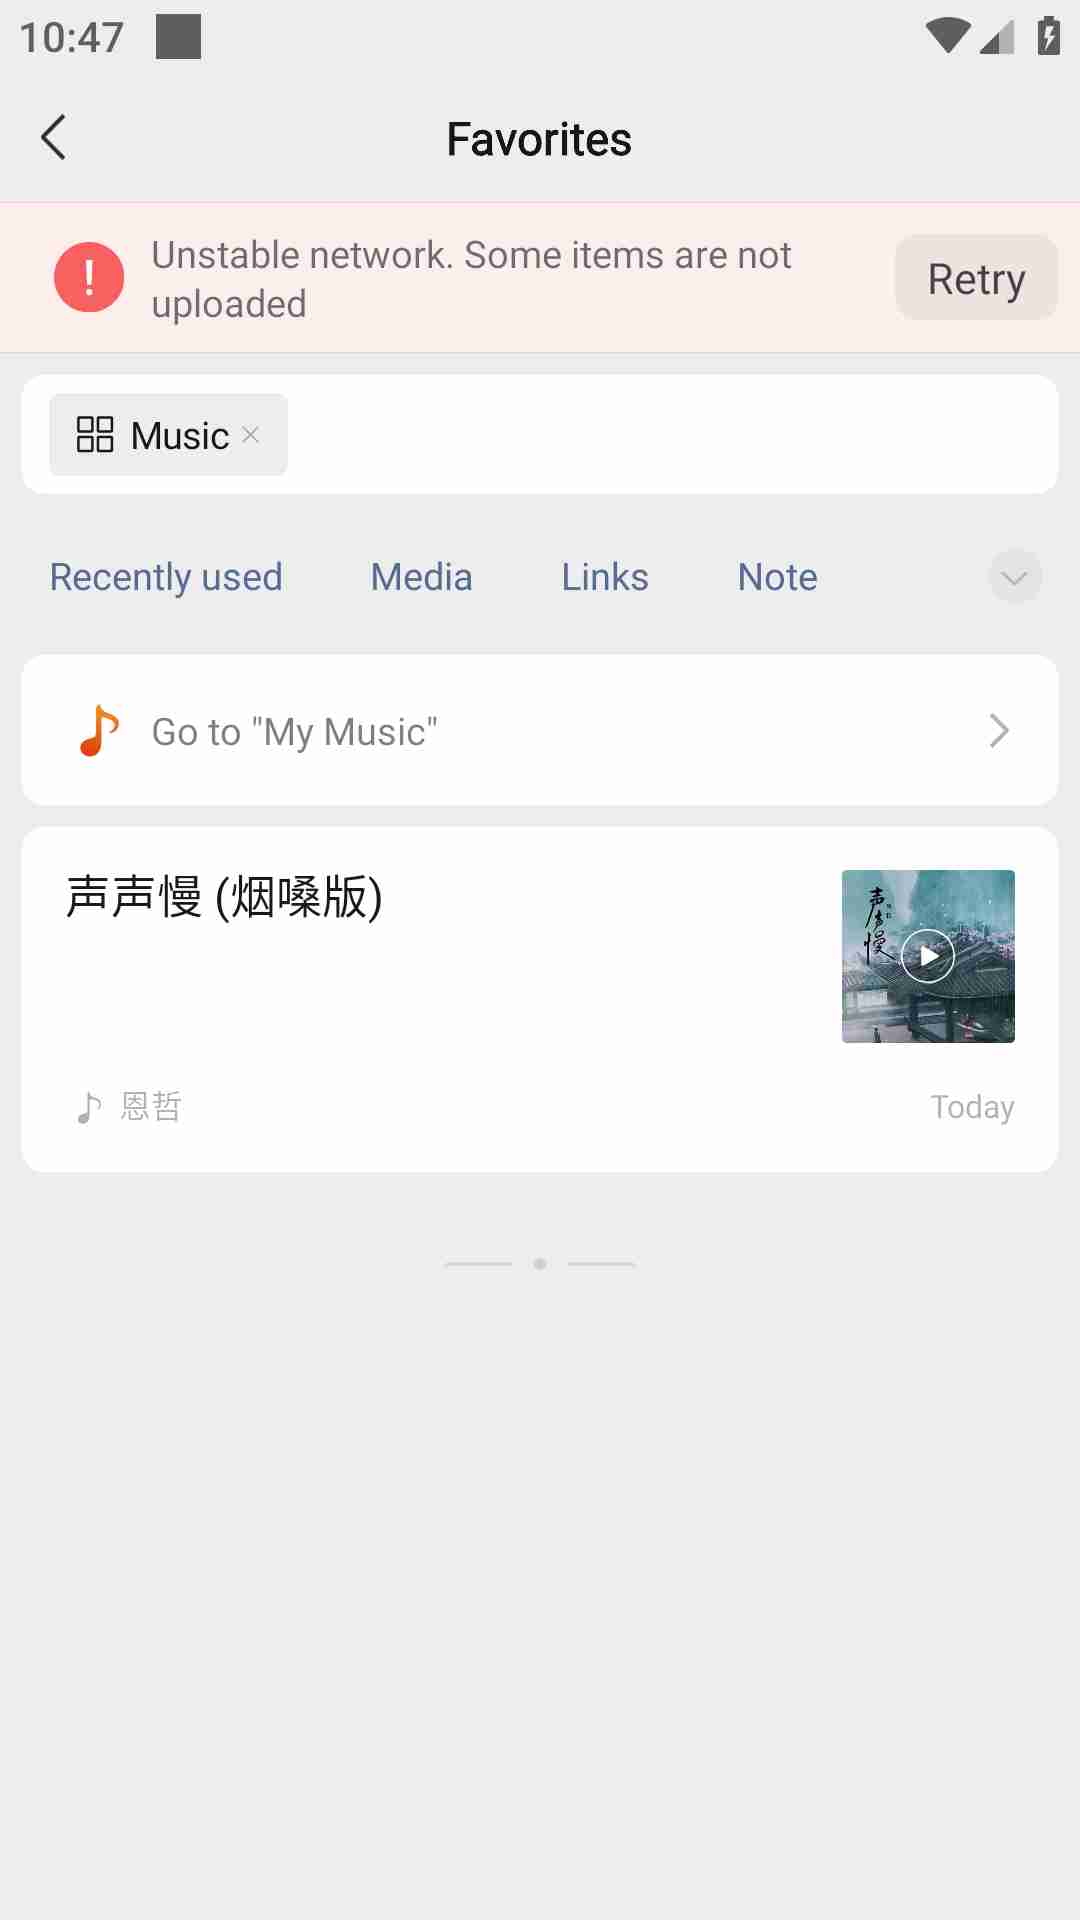 10:47
Favorites
Unstable network. Some items are not
uploaded
Retry
Music
Recently used
Media
Links
Note
Go to "My Music"
声声慢 (烟嗓版)
声声慢
恩哲
Today